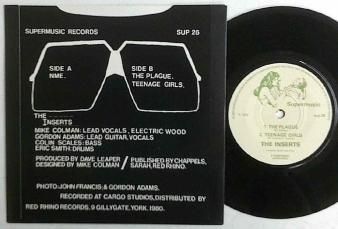 SUPERMUSIC RECORDS SUP 26
SIDE A
NME.
SIDE B
THE PLAGUE.
TEENAGE GIRLS.
THE
INSERTS
MIKE COLMAN: LEAD VOCALS, ELECTRIC WOOD
GORDON ADAMS: LEAD GUITAR, VOCALS
COLIN SCALES: BASS
ERIC SMITH: DRUMS
PRODUCED BY DAVE LEAPER / PUBLISHED BY CHAPPELS,
DESIGNED BY MIKE COLMAN / SARAH, RED RHINO.
PHOTO: JOHN FRANCIS; & GORDON ADAMS.
RECORDED AT CARGO STUDIOS, DISTRIBUTED BY
RED RHINO RECORDS, 9 GILLYGATE, YORK. 1980.
Supermusic
1. THE PLAGUE
2. TEENAGE GIRLS
THE INSERTS